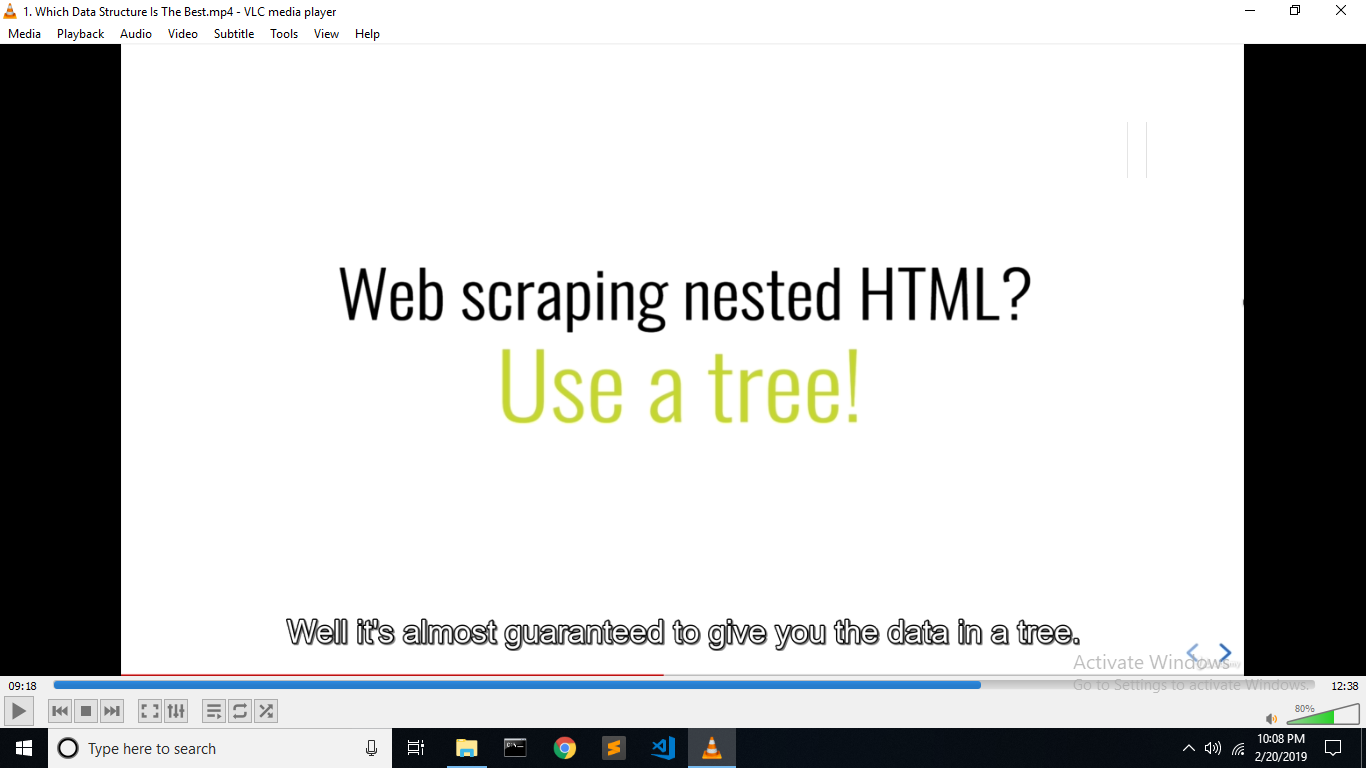 1. Which Data Structure Is The Best.mp4 - VLC media player
Media Playback Audio Video Subtitle Tools View Help
Web scraping nested HTML?
Use a tree!
Well it's almost guaranteed to give you the data in a tree.
Activate Windows
Go to Settings to activate Windows.
09:18
12:38
80%
Type here to search
10:08 PM
2/20/2019